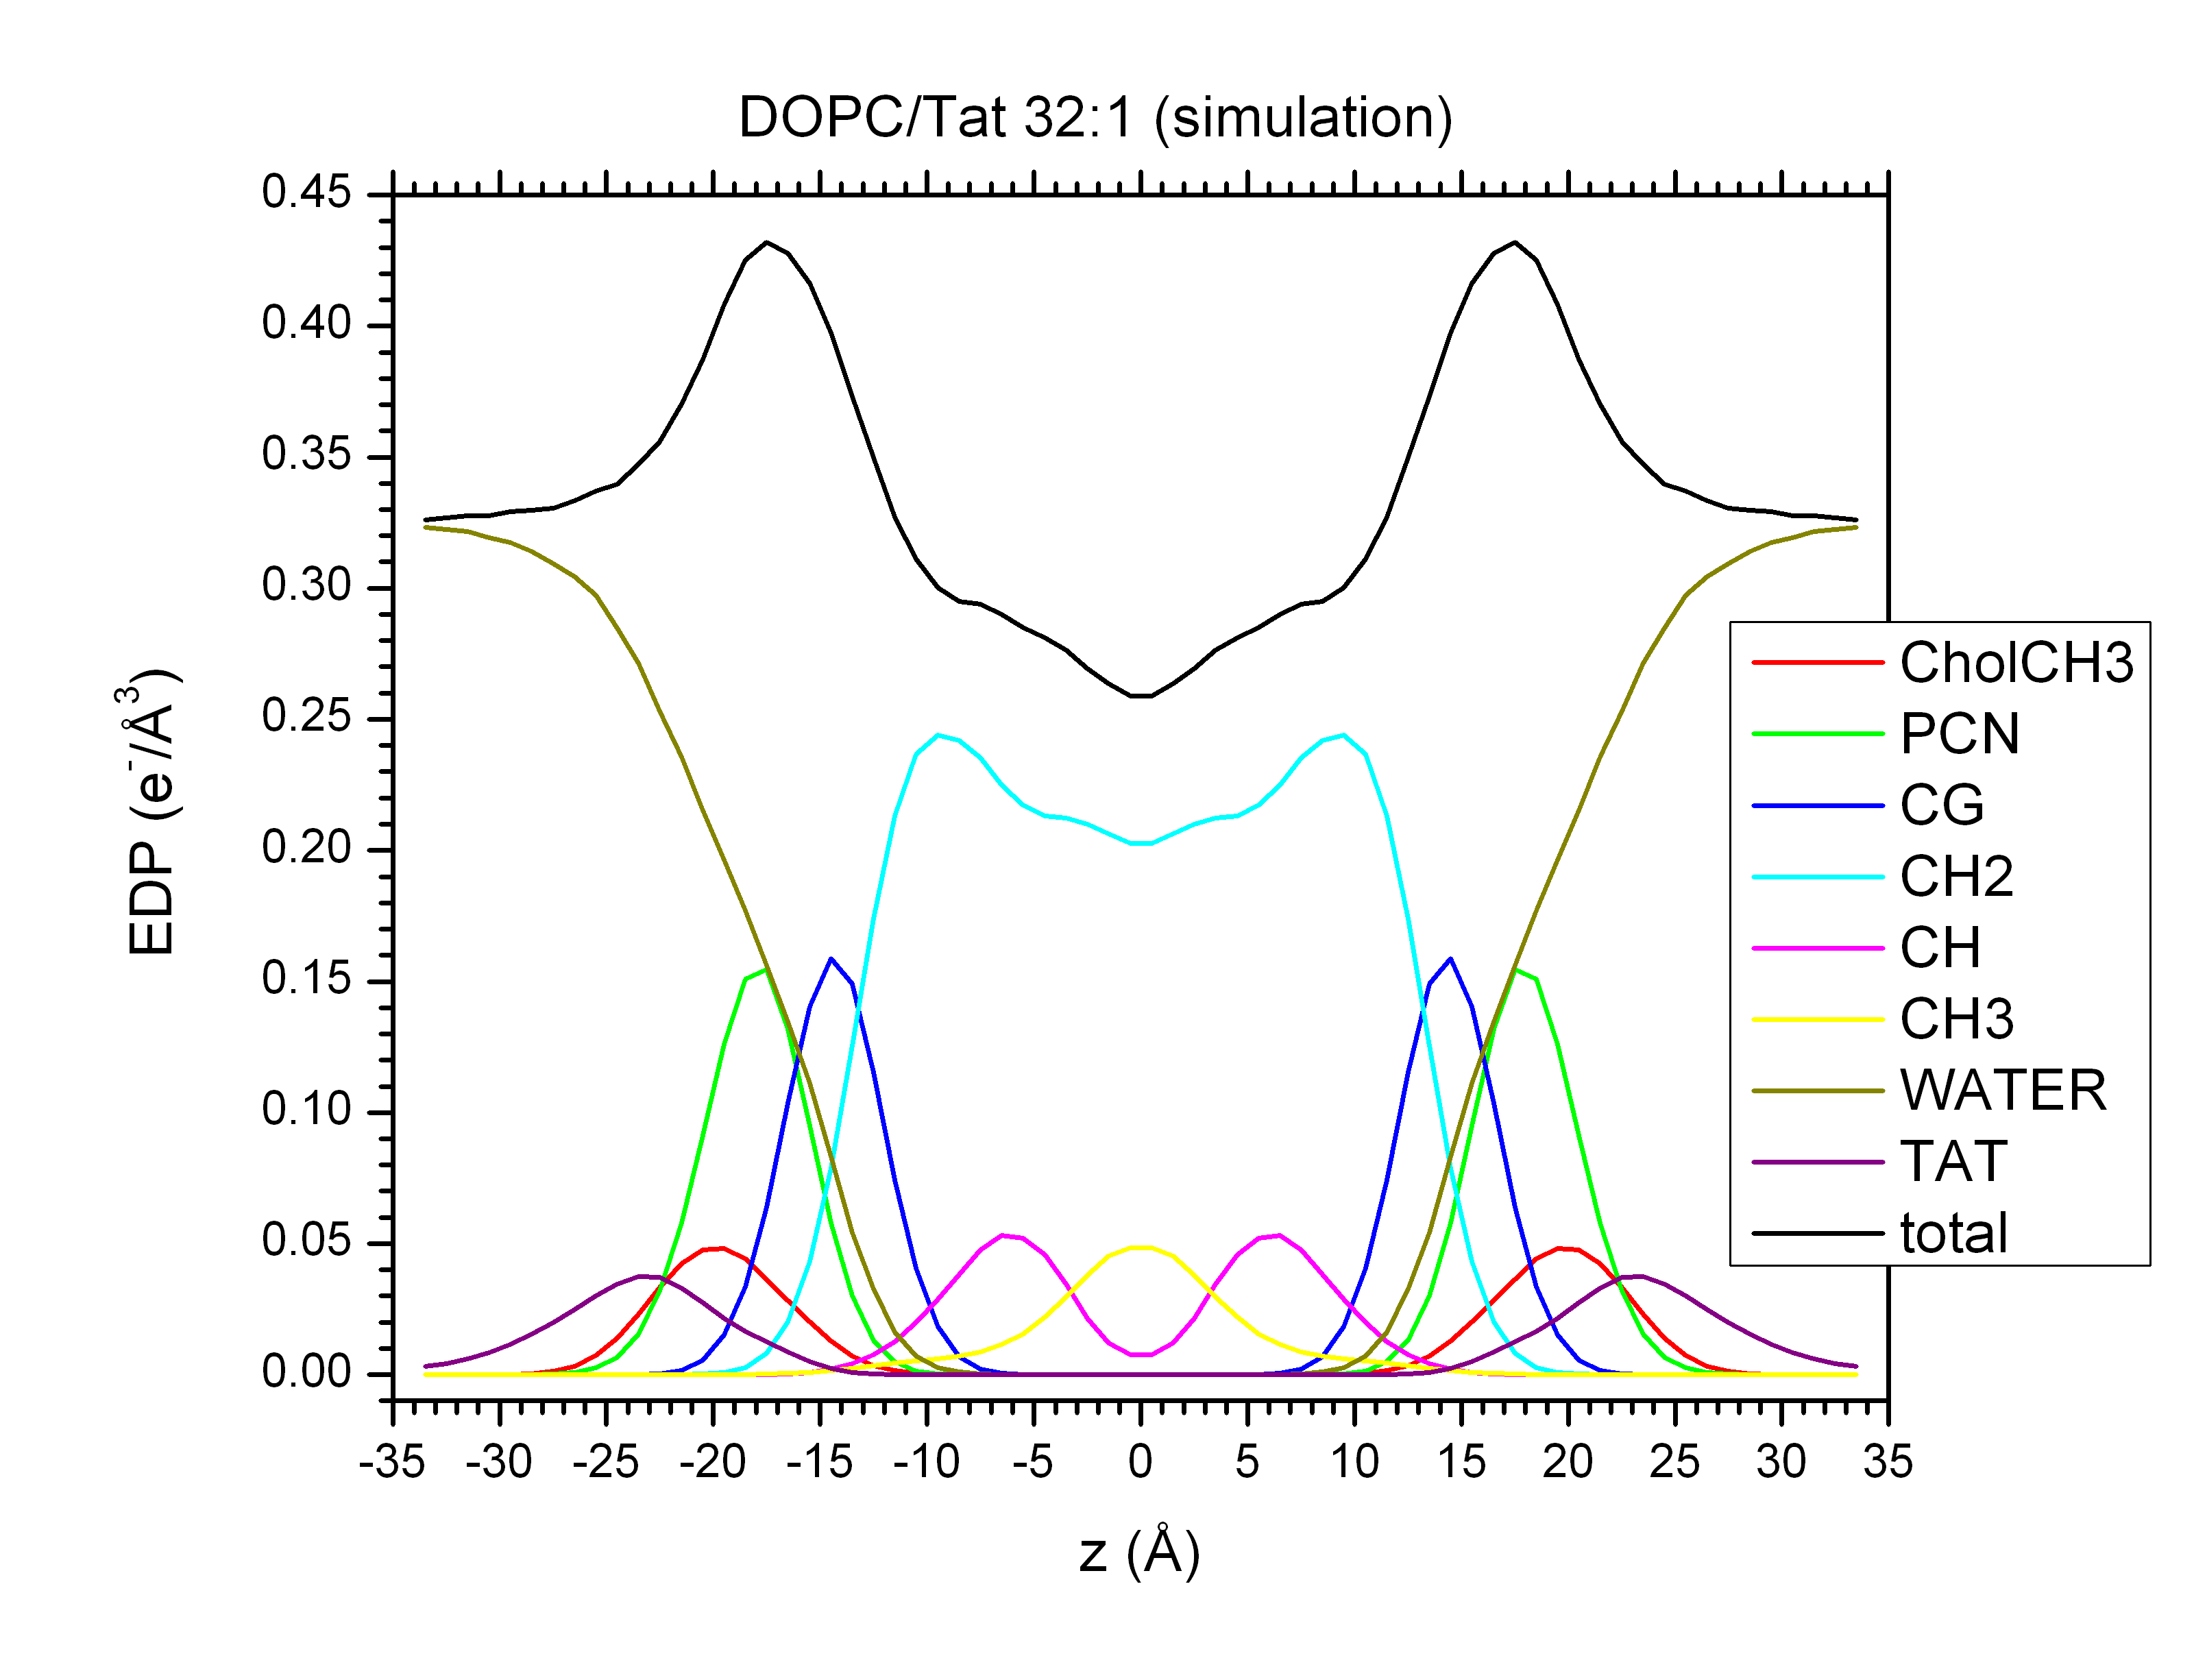 DOPC/Tat 32:1 (simulation)
0.45
0.40
0.35
0.30
0.25
0.20
0.15
0.10
0.05
0.00
EDP (e⁻/Å³)
CholCH3
PCN
CG
CH2
CH
CH3
WATER
TAT
total
-35 -30 -25 -20 -15 -10 -5 0 5 10 15 20 25 30 35
z (Å)